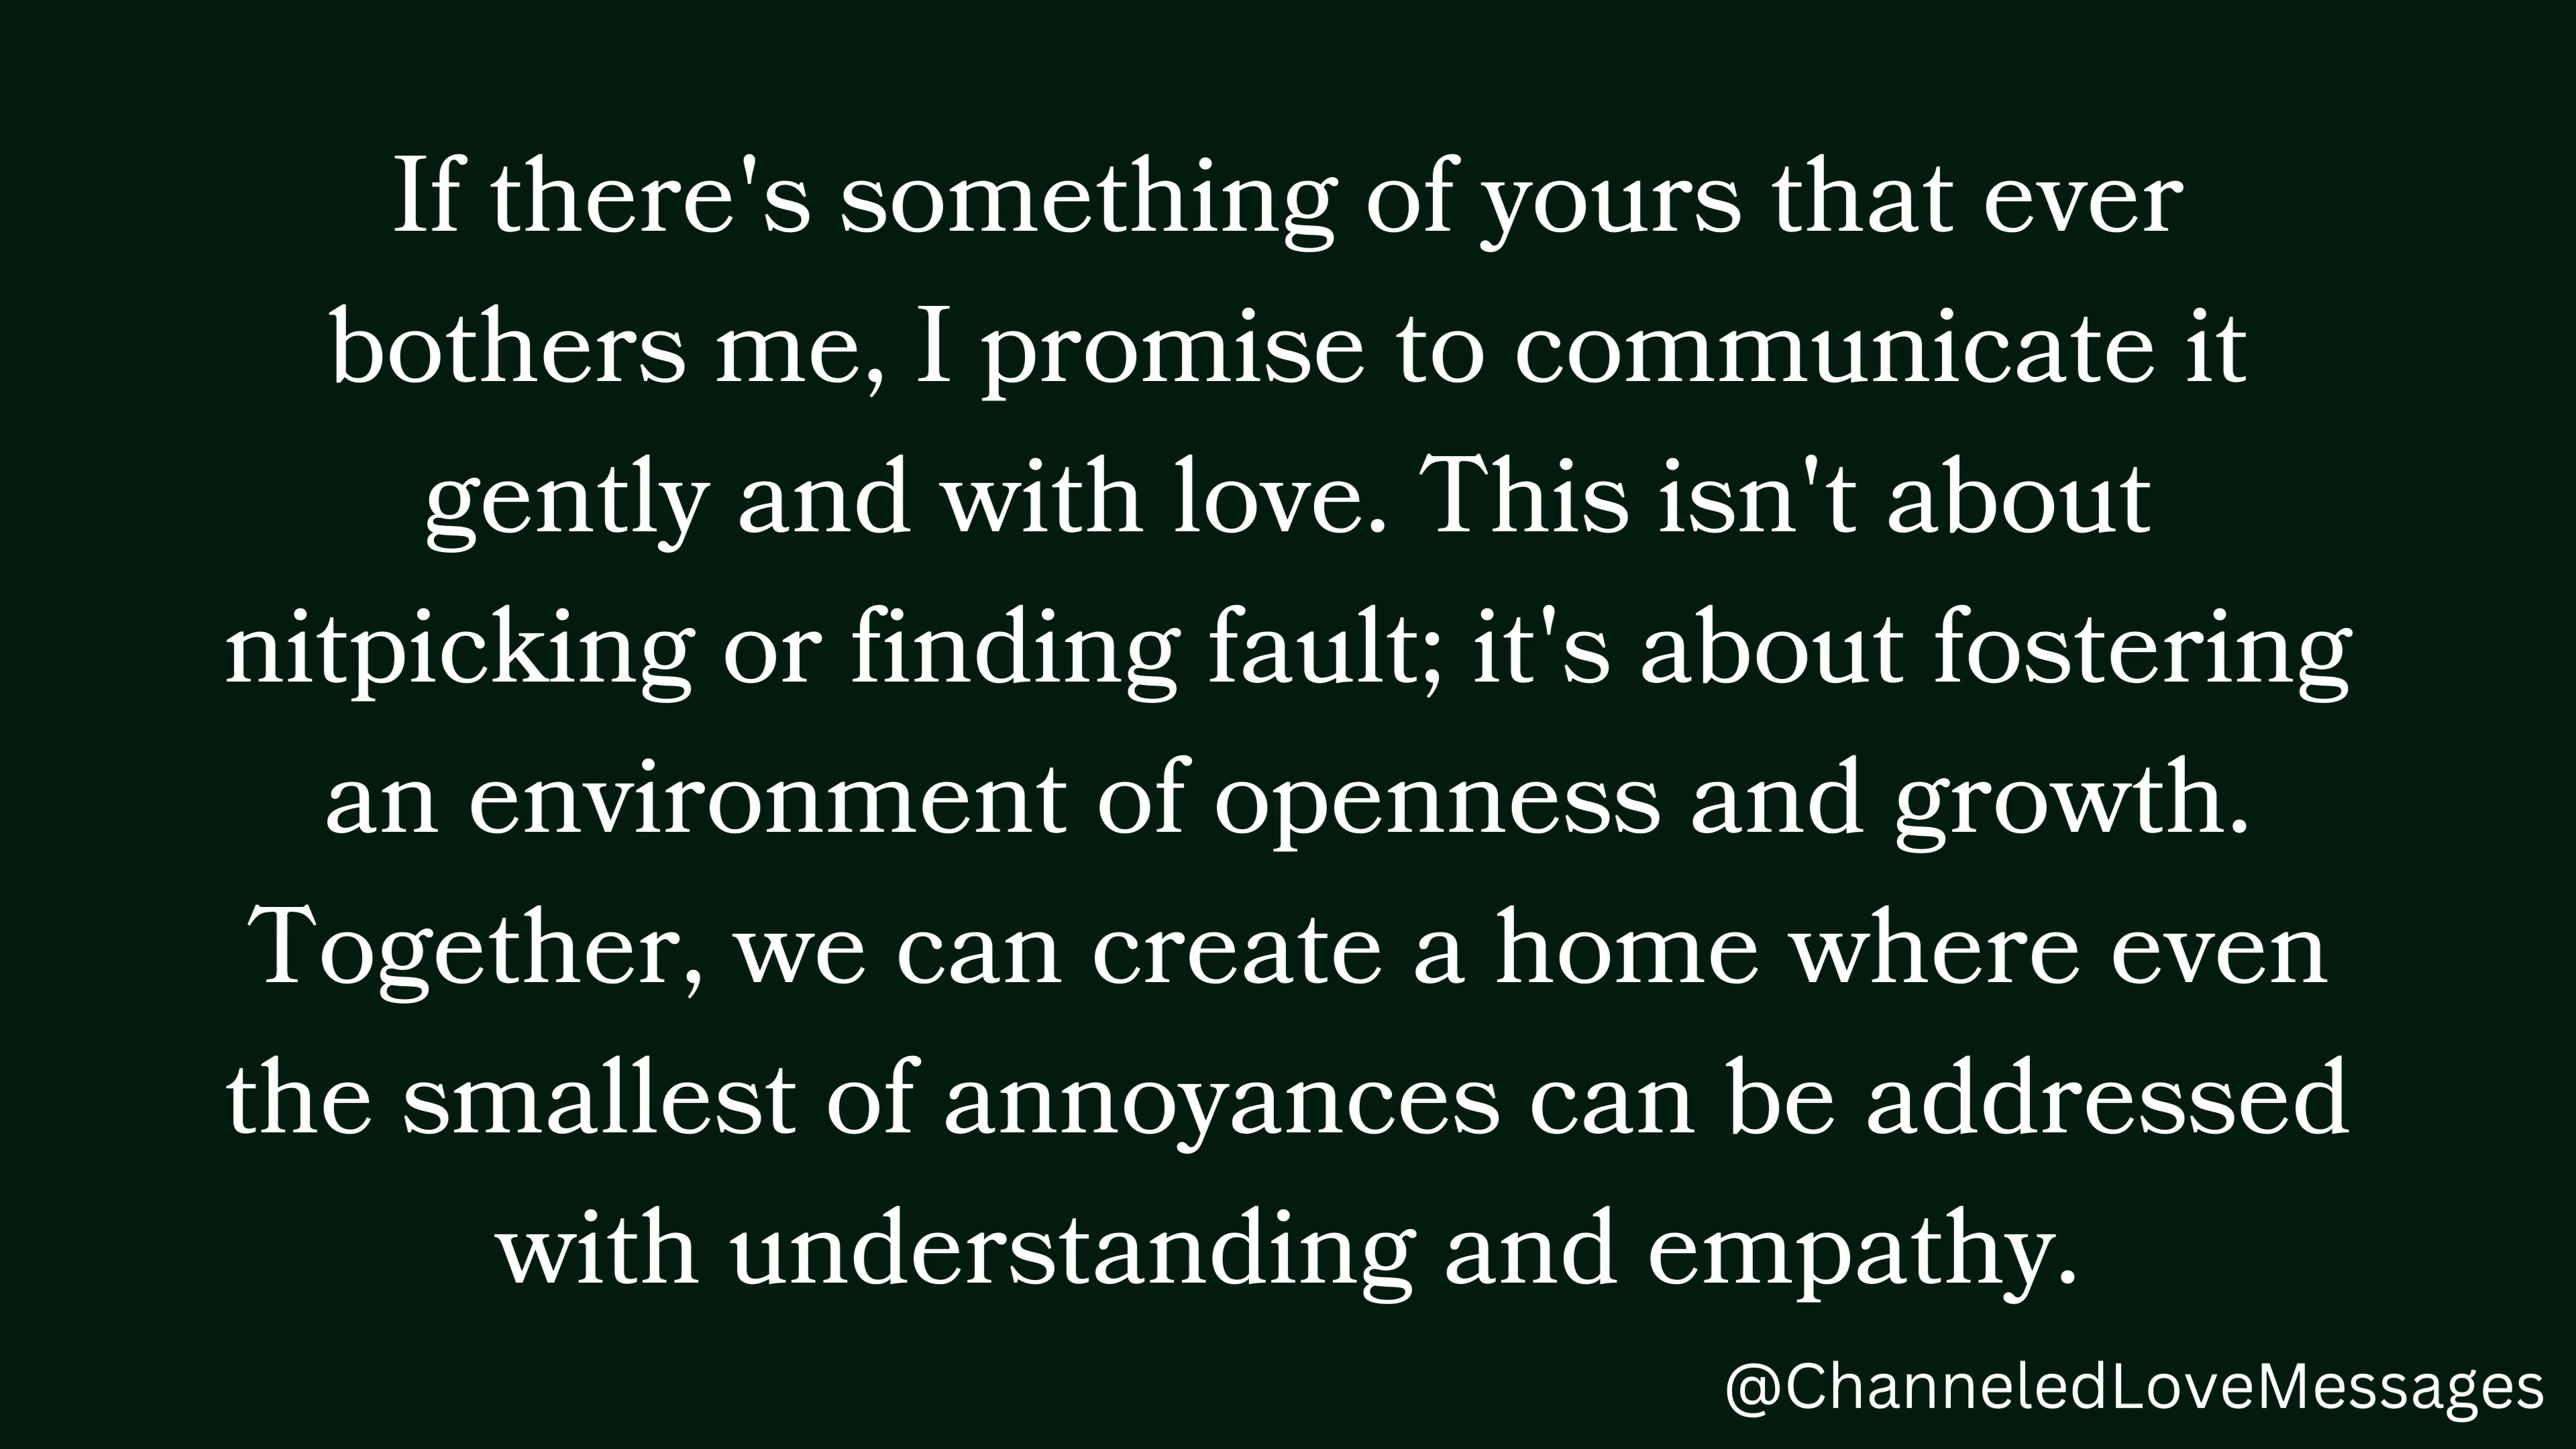 If there's something of yours that ever
bothers me, I promise to communicate it
gently and with love. This isn't about
nitpicking or finding fault; it's about fostering
an environment of openness and growth.
Together, we can create a home where even
the smallest of annoyances can be addressed
with understanding and empathy.
@ChanneledLoveMessages